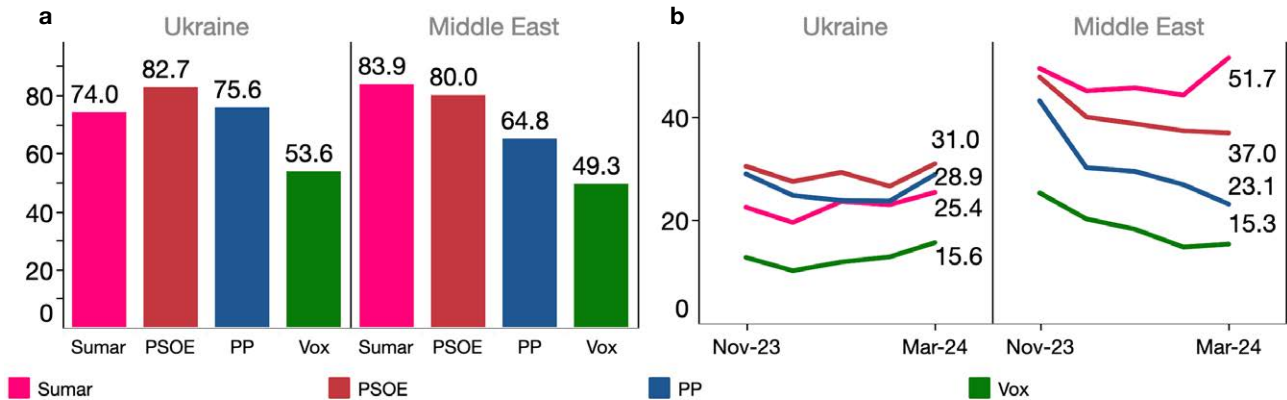 a
Ukraine
Middle East
80
60
40
20
0
74.0
82.7
75.6
53.6
83.9
80.0
64.8
49.3
Sumar
PSOE
PP
Vox
Sumar
PSOE
PP
Vox
b
Ukraine
Middle East
40
20
0
31.0
28.9
25.4
15.6
51.7
37.0
23.1
15.3
Nov-23
Mar-24
Nov-23
Mar-24
Sumar
PSOE
PP
Vox